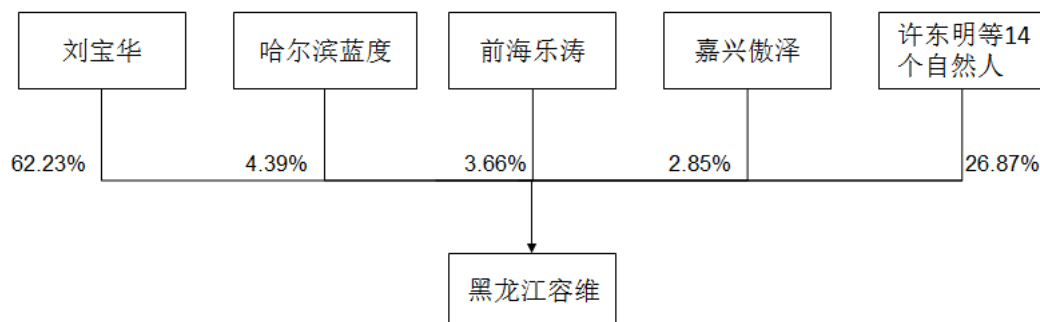 刘宝华
哈尔滨蓝度
前海乐涛
嘉兴傲泽
许东明等14
个自然人
62.23%
4.39%
3.66%
2.85%
26.87%
黑龙江容维